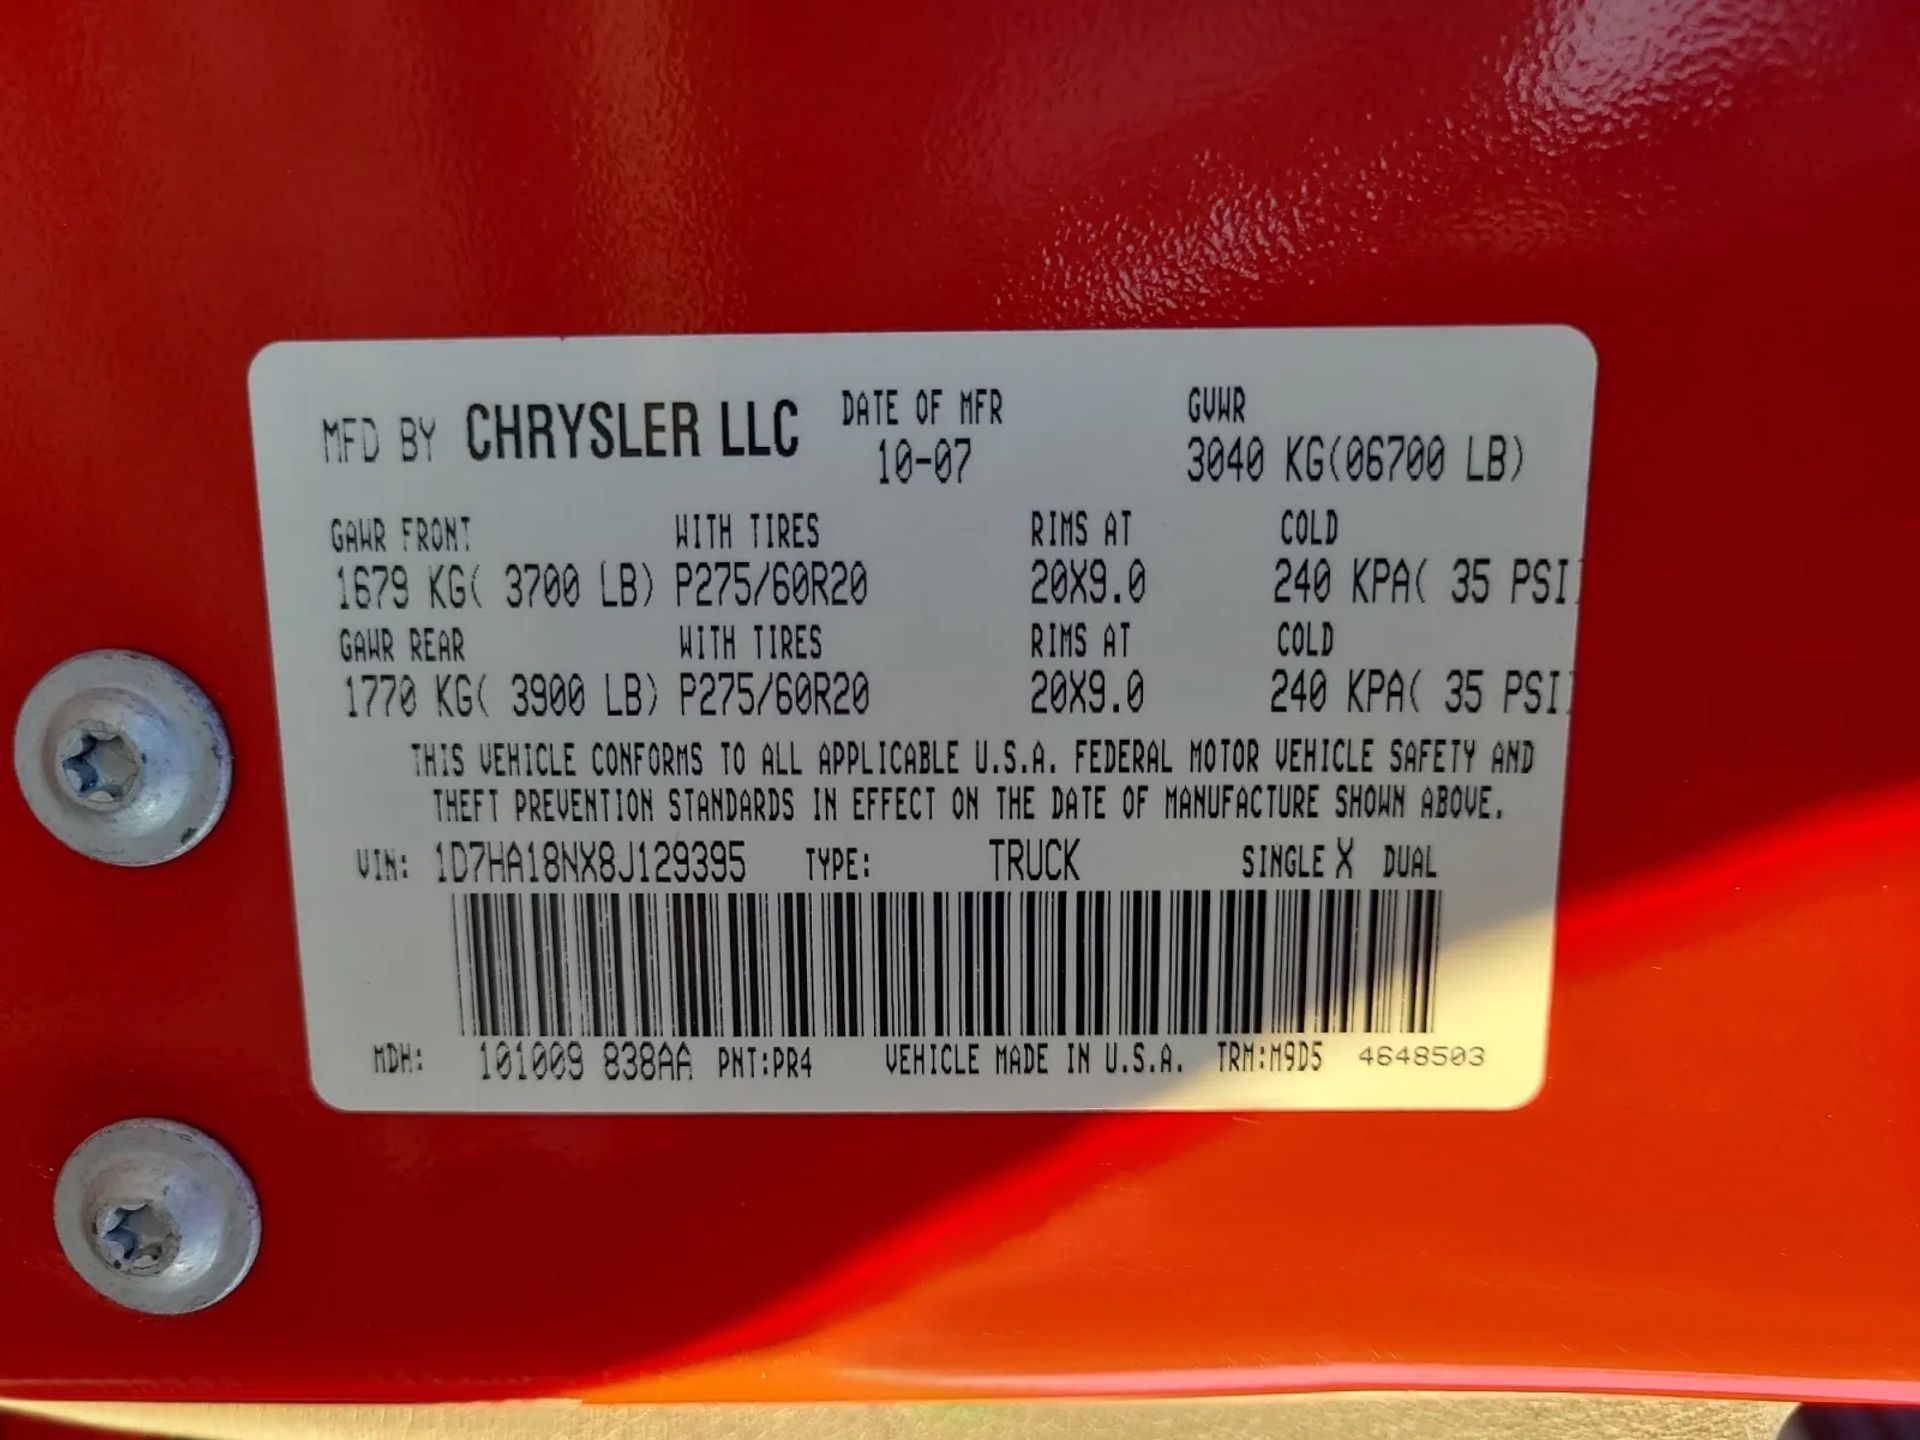 MFD BY CHRYSLER LLC DATE OF MFR GVWR
10-07 3040 KG(06700 LB)
GAWR FRONT WITH TIRES RIMS AT COLD
1679 KG( 3700 LB) P275/60R20 20X9.0 240 KPA( 35 PSI)
GAWR REAR WITH TIRES RIMS AT COLD
1770 KG( 3900 LB) P275/60R20 20X9.0 240 KPA( 35 PSI)
THIS VEHICLE CONFORMS TO ALL APPLICABLE U.S.A. FEDERAL MOTOR VEHICLE SAFETY AND
THEFT PREVENTION STANDARDS IN EFFECT ON THE DATE OF MANUFACTURE SHOWN ABOVE.
VIN: 1D7HA18NX8J129395 TYPE: TRUCK SINGLE X DUAL
MDH: 101009 838AA PNT:PR4 VEHICLE MADE IN U.S.A. TRM:M9D5 4648503